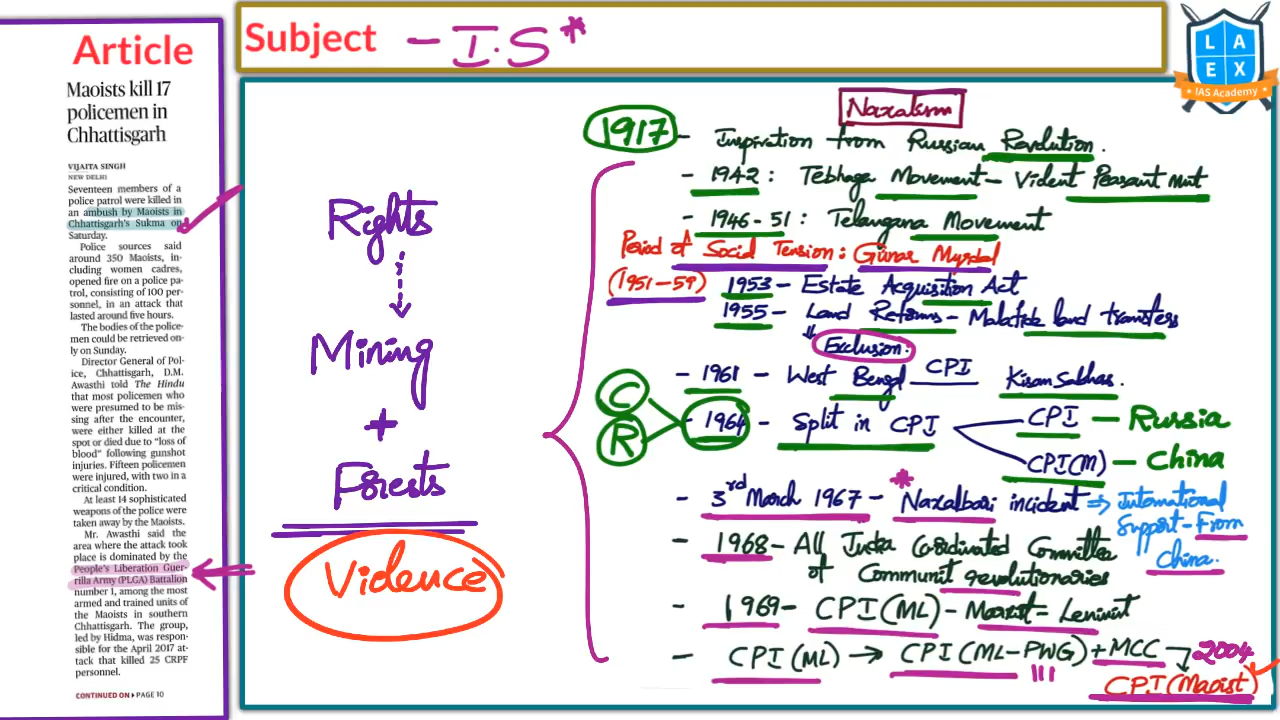 Article
Maoists kill 17
policemen in
Chhattisgarh
VIJAITA SINGH
NEW DELHI
Seventeen members of a
police patrol were killed in
an ambush by Maoists in
Chhattisgarh's Sukma on
Saturday.
Police sources said
around 350 Maoists, in-
cluding women cadres,
opened fire on a police pa-
trol, consisting of 100 per-
sonnel, in an attack that
lasted around five hours.
The bodies of the police-
men could be retrieved on-
ly on Sunday.
Director General of Pol-
ice, Chhattisgarh, D.M.
Awasthi told The Hindu
that most policemen who
were presumed to be mis-
sing after the encounter,
were either killed at the
spot or died due to “loss of
blood” following gunshot
injuries. Fifteen policemen
were injured, with two in a
critical condition.
At least 14 sophisticated
weapons of the police were
taken away by the Maoists.
Mr. Awasthi said the
area where the attack took
place is dominated by the
People's Liberation Guer-
rilla Army (PLGA) Battalion
number 1, among the most
armed and trained units of
the Maoists in southern
Chhattisgarh. The group,
led by Hidma, was respon-
sible for the April 2017 at-
tack that killed 25 CRPF
personnel.
CONTINUED ON ▸ PAGE 10
Subject - I.S*
LAEX
IAS Academy
Rights
Mining
+
Forests
Violence
Naxalism
1917 - Inspiration from Russian Revolution.
- 1942: Tebhaga Movement - Violent Peasant Mvt
- 1946-51: Telangana Movement
Period of Social Tension: Gunar Myrdal
(1951-59) 1953 - Estate Acquisition Act
1955 - Land Reforms - Malafide land transfers
Exclusion.
- 1961 - West Bengal CPI Kisan Sabhas.
C
R
- 1964 - Split in CPI
CPI - Russia
CPI(M) - China
- 3rd March 1967 - Naxalbari incident ⇒ International
Support - From
China.
- 1968 - All India Coordinated Committee
of Communit revolutionaries
- 1969 - CPI(ML) - Marxist - Leninist
- CPI(ML) → CPI(ML-PWG) + MCC 2004
CPI(Maoist)